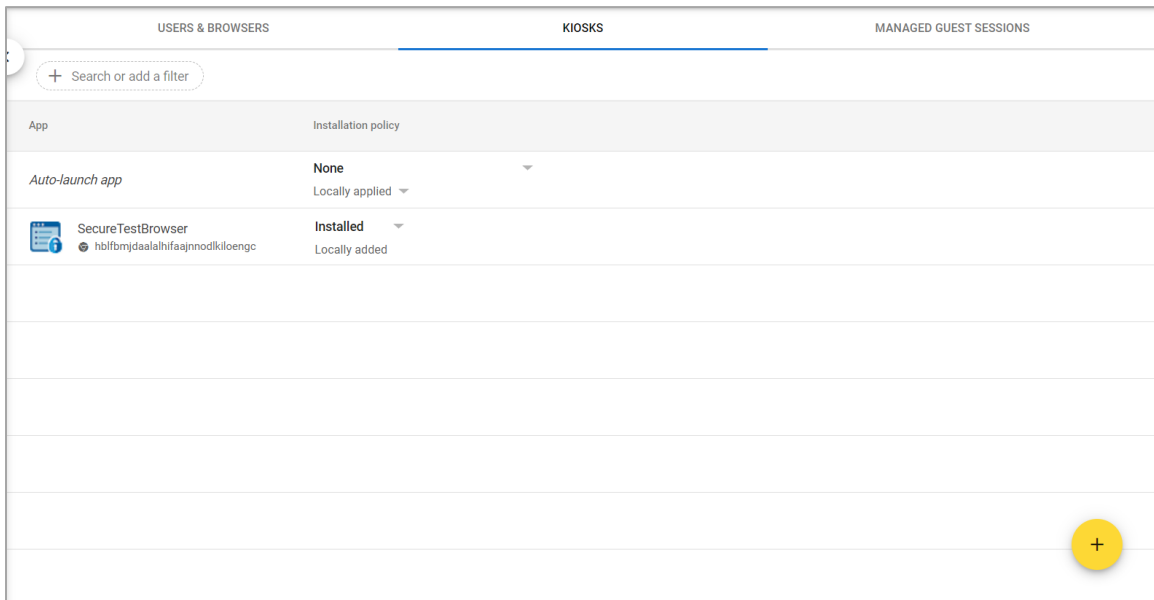 USERS & BROWSERS KIOSKS MANAGED GUEST SESSIONS
+ Search or add a filter
App Installation policy
Auto-launch app
None
Locally applied
SecureTestBrowser
hblfbmjdaalalhifaajnnodlkiloengc
Installed
Locally added
+